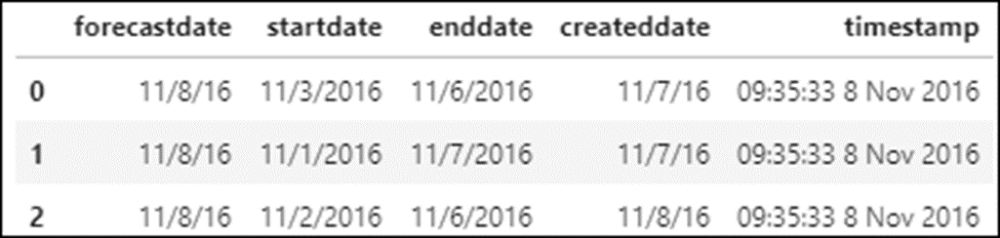 forecastdate startdate enddate createddate timestamp
0 11/8/16 11/3/2016 11/6/2016 11/7/16 09:35:33 8 Nov 2016
1 11/8/16 11/1/2016 11/7/2016 11/7/16 09:35:33 8 Nov 2016
2 11/8/16 11/2/2016 11/6/2016 11/8/16 09:35:33 8 Nov 2016